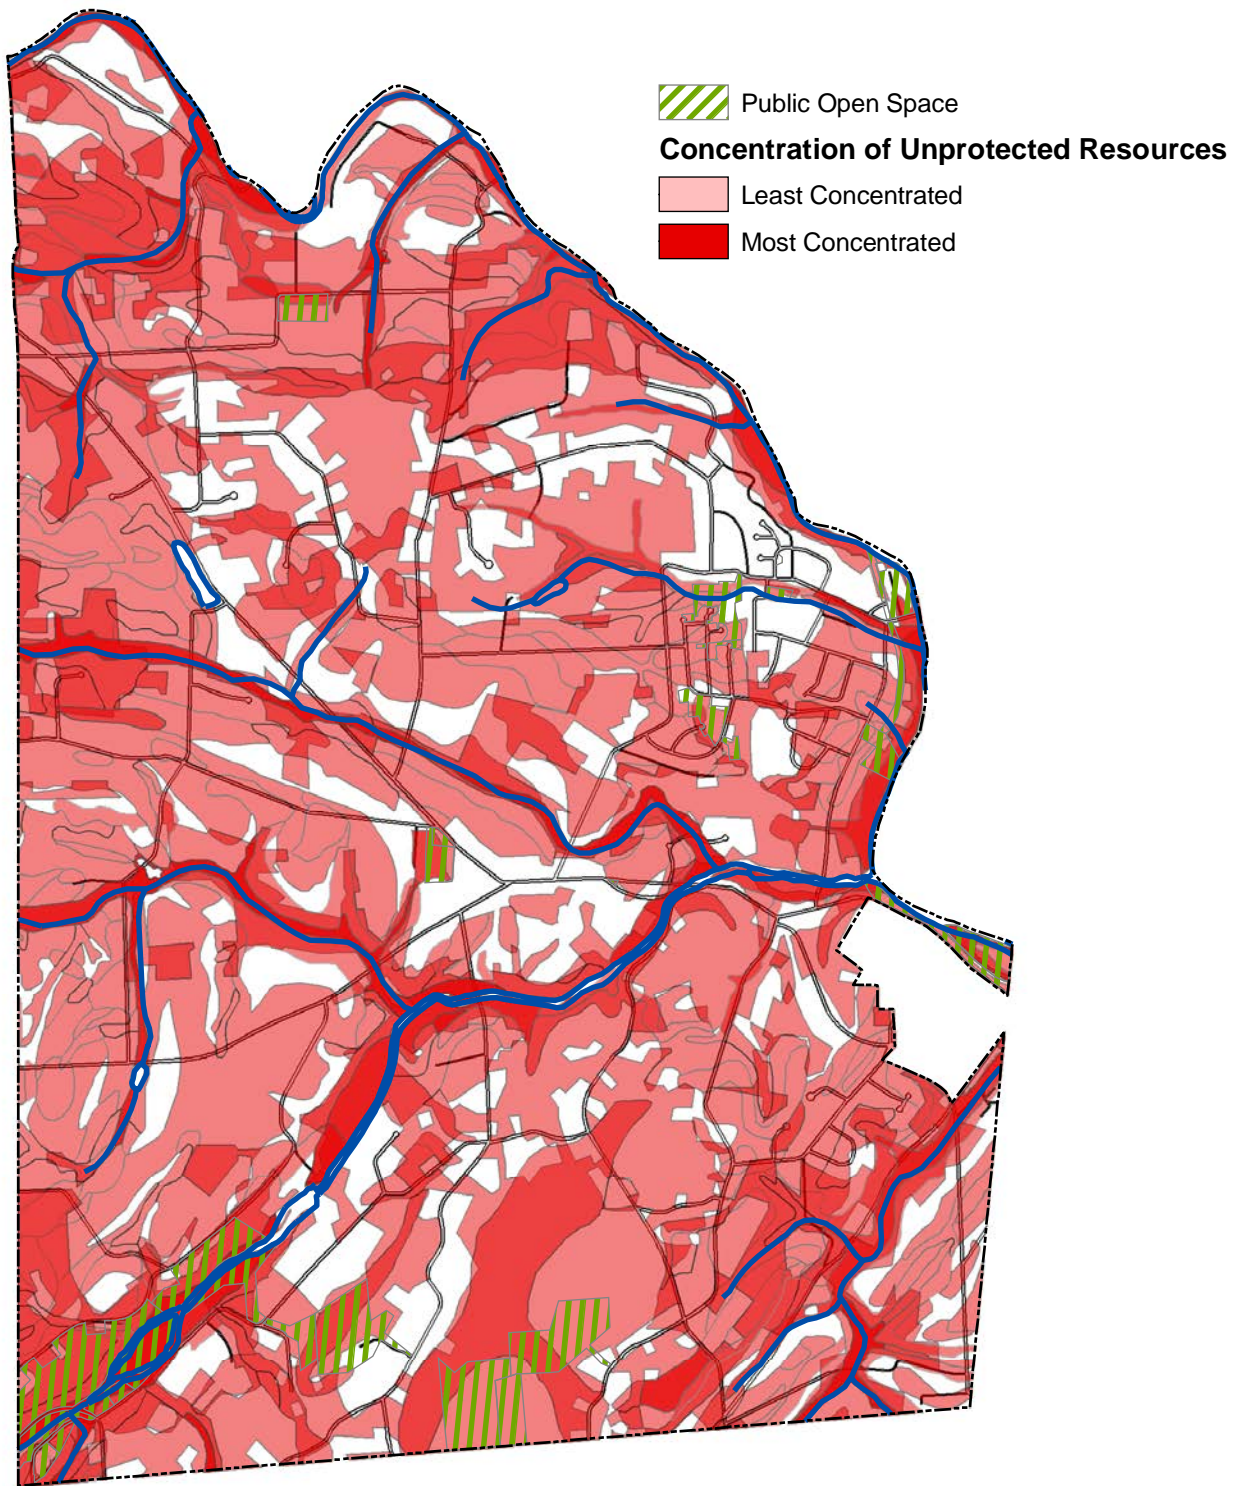 Public Open Space
Concentration of Unprotected Resources
Least Concentrated
Most Concentrated